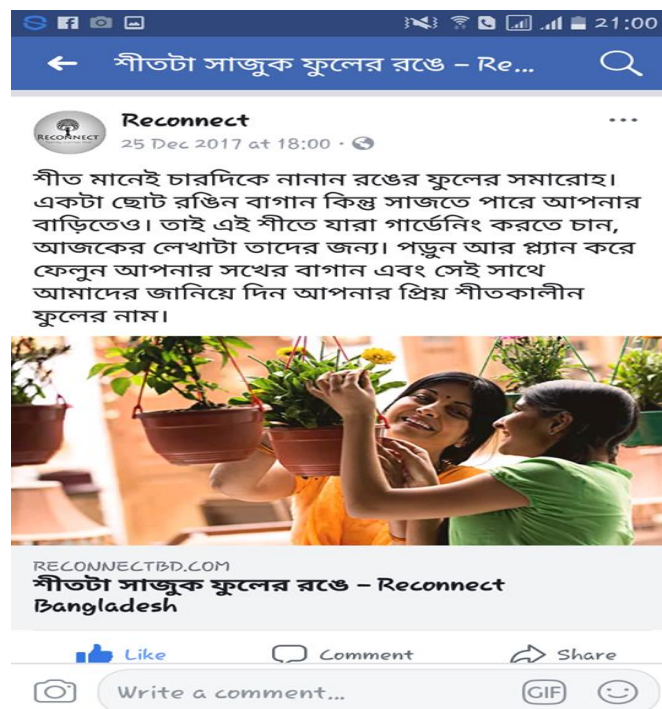 21:00
শীতটা সাজুক ফুলের রঙে – Re...
RECONNECT
Reconnect
25 Dec 2017 at 18:00
শীত মানেই চারদিকে নানান রঙের ফুলের সমারোহ।
একটা ছোট রঙিন বাগান কিন্তু সাজতে পারে আপনার
বাড়িতেও। তাই এই শীতে যারা গার্ডেনিং করতে চান,
আজকের লেখাটা তাদের জন্য। পড়ুন আর প্ল্যান করে
ফেলুন আপনার সখের বাগান এবং সেই সাথে
আমাদের জানিয়ে দিন আপনার প্রিয় শীতকালীন
ফুলের নাম।
RECONNECTBD.COM
শীতটা সাজুক ফুলের রঙে – Reconnect
Bangladesh
Like Comment Share
Write a comment... GIF